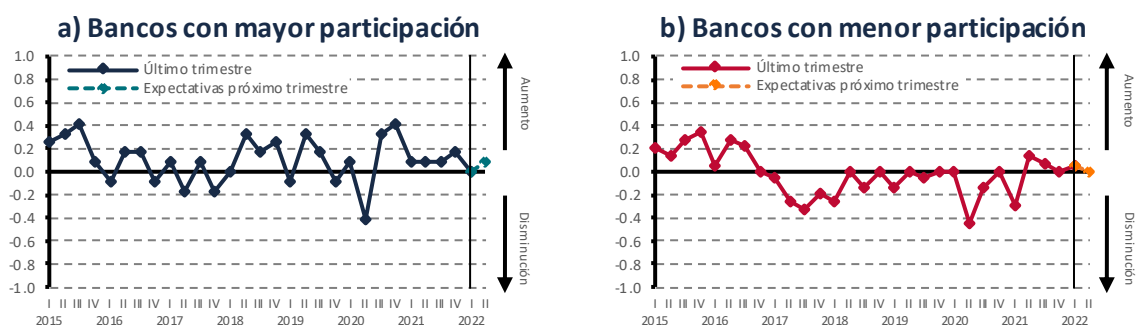 a) Bancos con mayor participación
1.0
0.8
0.6
0.4
0.2
0.0
-0.2
-0.4
-0.6
-0.8
-1.0
Último trimestre
Expectativas próximo trimestre
Aumento
Disminución
I II III IV I II III IV I II III IV I II III IV I II III IV I II III IV I II III IV I II
2015 2016 2017 2018 2019 2020 2021 2022
b) Bancos con menor participación
1.0
0.8
0.6
0.4
0.2
0.0
-0.2
-0.4
-0.6
-0.8
-1.0
Último trimestre
Expectativas próximo trimestre
Aumento
Disminución
I II III IV I II III IV I II III IV I II III IV I II III IV I II III IV I II III IV I II
2015 2016 2017 2018 2019 2020 2021 2022